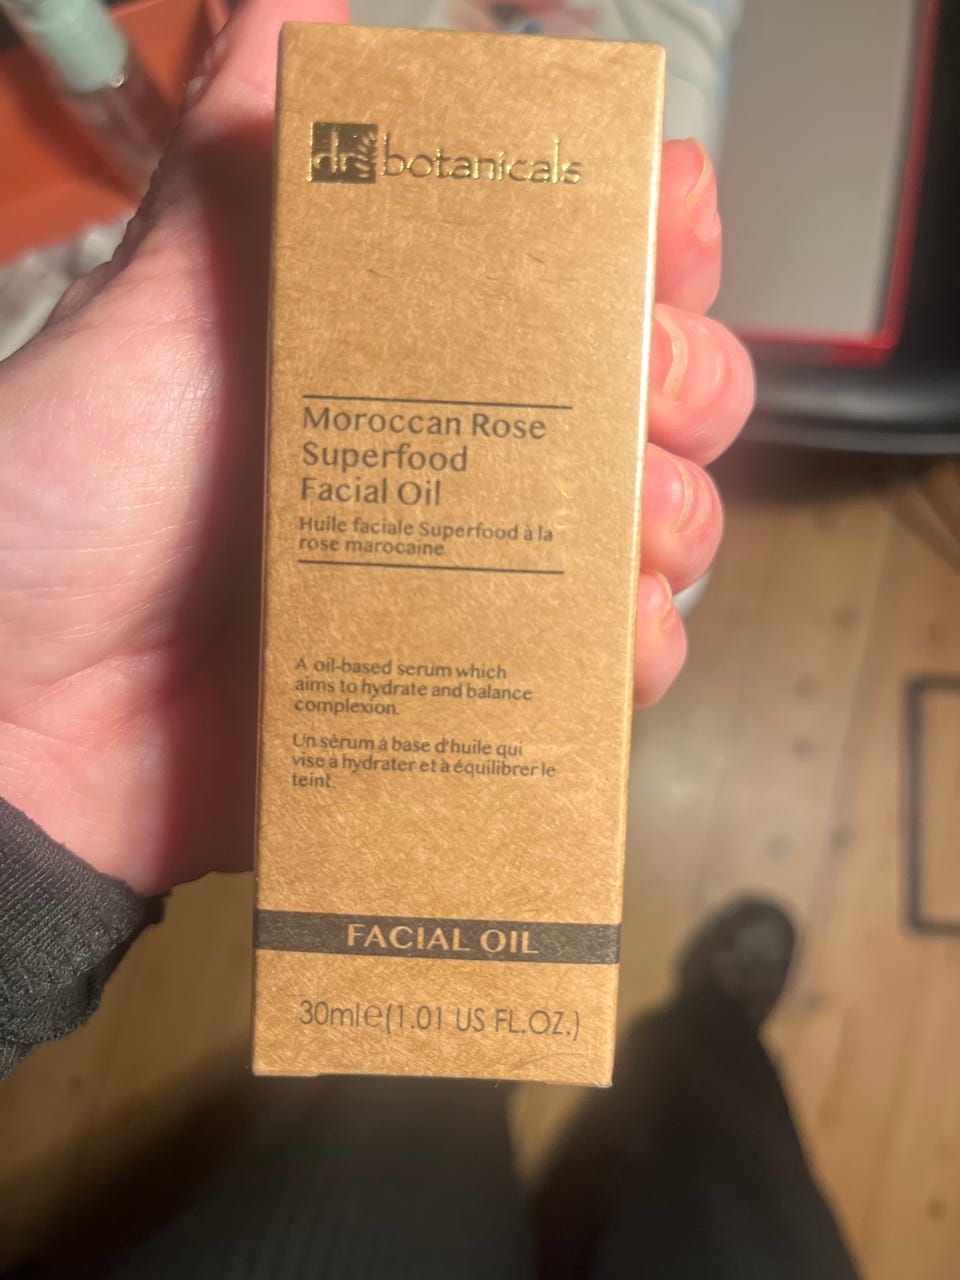 dr botanicals
Moroccan Rose
Superfood
Facial Oil
Huile faciale Superfood à la
rose marocaine
A oil-based serum which
aims to hydrate and balance
complexion.
Un sérum à base d'huile qui
vise à hydrater et à équilibrer le
teint.
FACIAL OIL
30ml℮(1.01 US FL.OZ.)